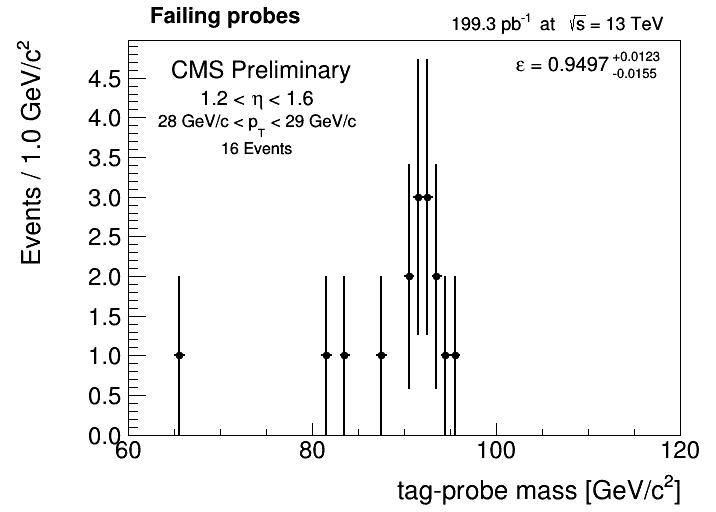 Failing probes
199.3 pb⁻¹ at √s = 13 TeV
CMS Preliminary
1.2 < η < 1.6
28 GeV/c < p_T < 29 GeV/c
16 Events
ε = 0.9497 +0.0123 -0.0155
Events / 1.0 GeV/c²
4.5
4.0
3.5
3.0
2.5
2.0
1.5
1.0
0.5
0.0
60 80 100 120
tag-probe mass [GeV/c²]